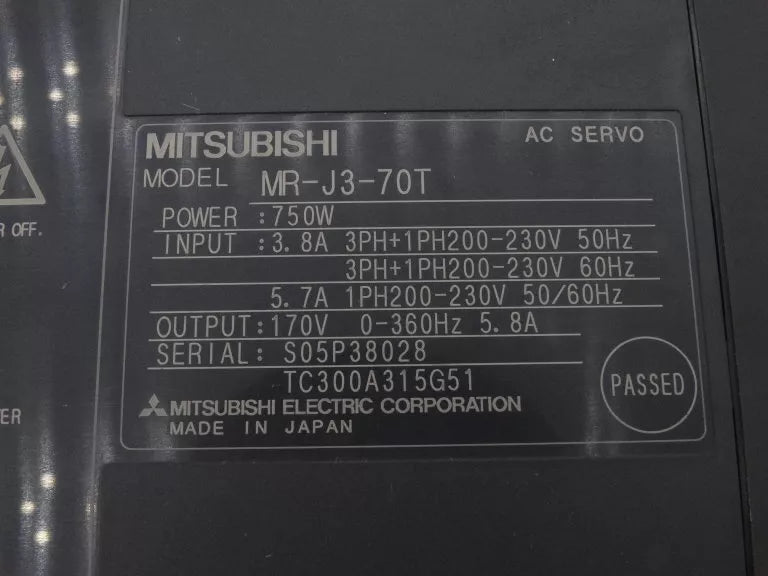 MITSUBISHI
AC SERVO
MODEL MR-J3-70T
POWER :750W
INPUT :3.8A 3PH+1PH200-230V 50Hz
3PH+1PH200-230V 60Hz
5.7A 1PH200-230V 50/60Hz
OUTPUT:170V 0-360Hz 5.8A
SERIAL: S05P38028
TC300A315G51
PASSED
MITSUBISHI ELECTRIC CORPORATION
MADE IN JAPAN
OFF.